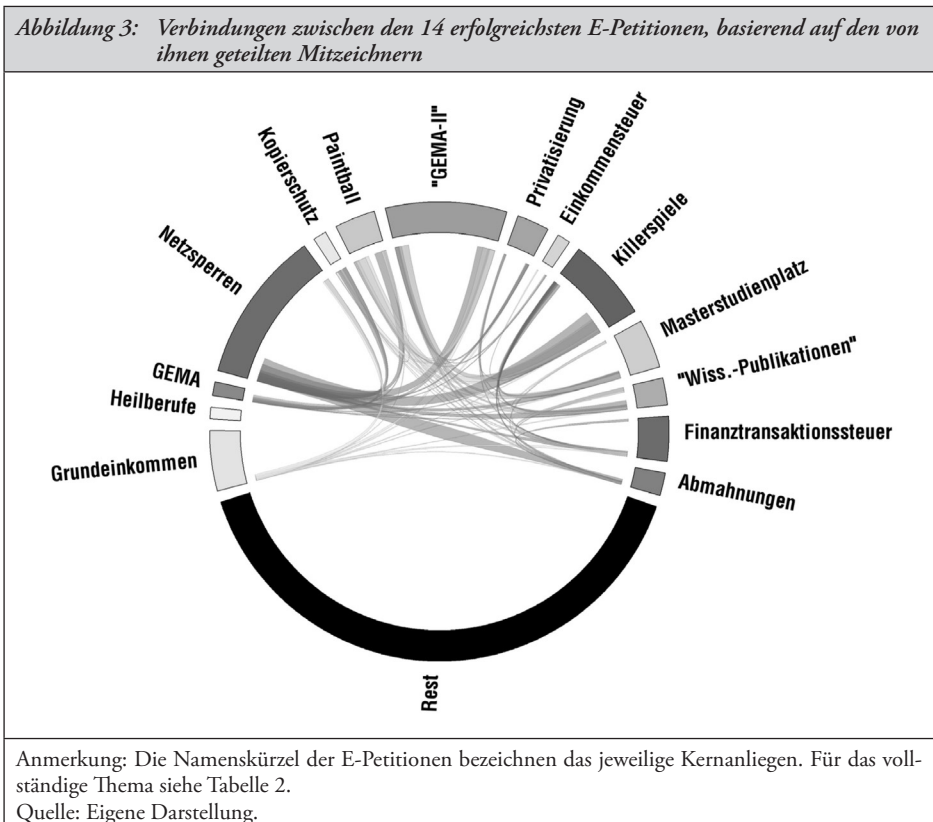 Abbildung 3: Verbindungen zwischen den 14 erfolgreichsten E-Petitionen, basierend auf den von
ihnen geteilten Mitzeichnern
Kopierschutz
Paintball
"GEMA-II"
Privatisierung
Einkommensteuer
Killerspiele
Netzsperren
Masterstudienplatz
GEMA
"Wiss.-Publikationen"
Heilberufe
Finanztransaktionssteuer
Grundeinkommen
Abmahnungen
Rest
Anmerkung: Die Namenskürzel der E-Petitionen bezeichnen das jeweilige Kernanliegen. Für das voll-
ständige Thema siehe Tabelle 2.
Quelle: Eigene Darstellung.